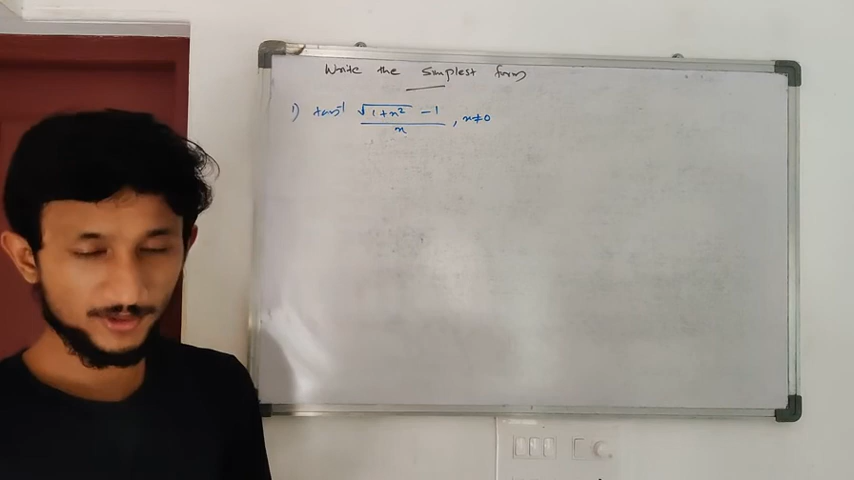 Write the simplest form
1) tan⁻¹ (√(1+x²) - 1)/x , x≠0